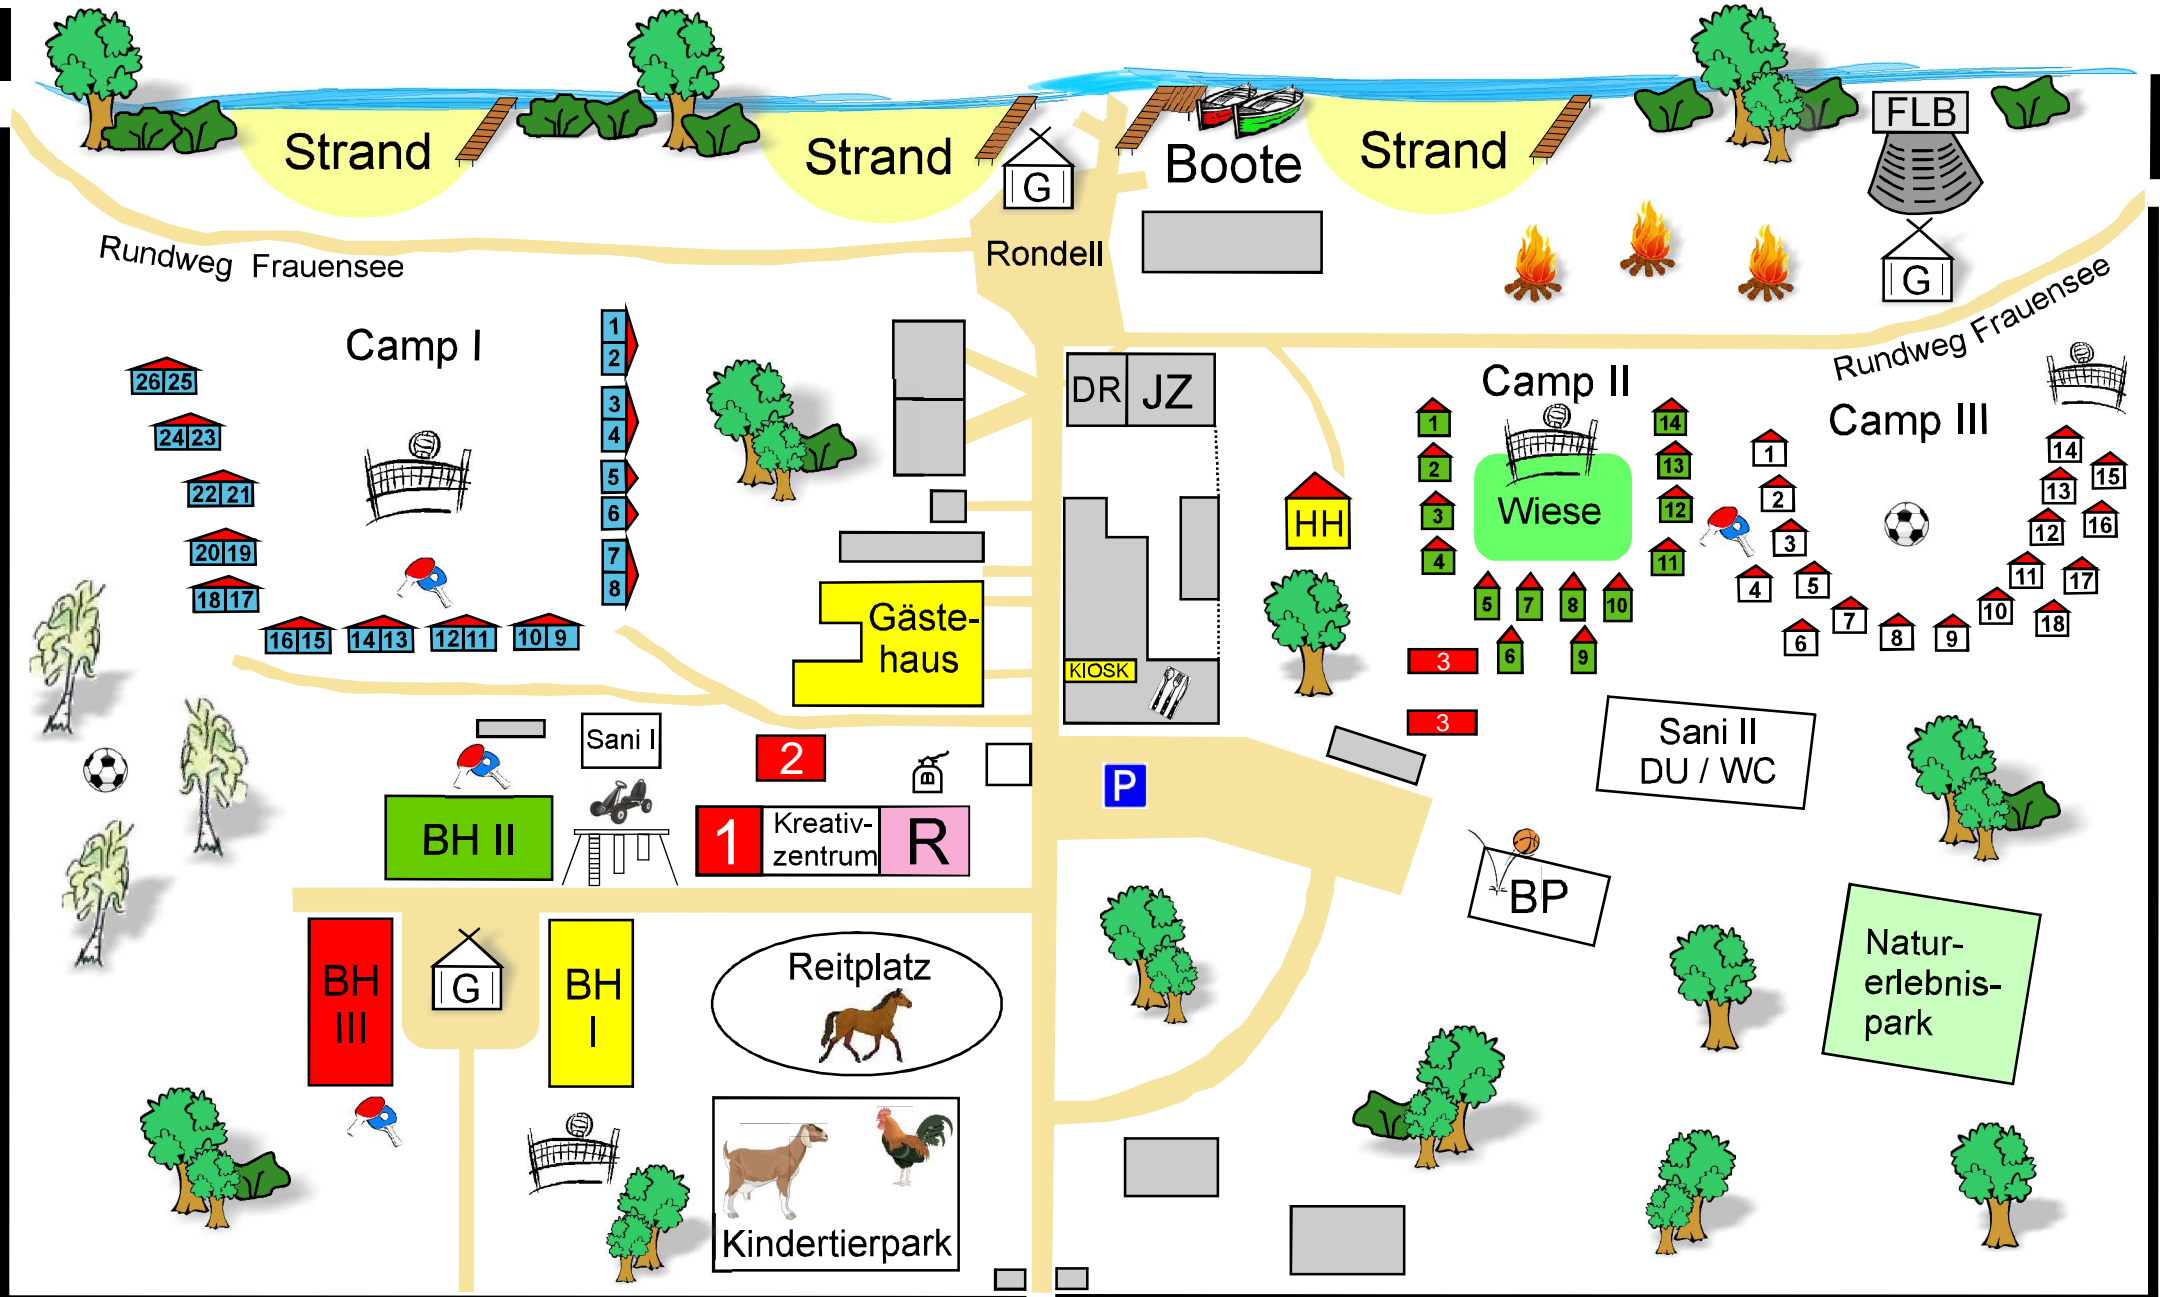 FLB
Strand
Strand
Boote
Strand
G
Rondell
G
Rundweg Frauensee
Rundweg Frauensee
Camp I
1
2
3
4
5
6
7
8
26 25
24 23
22 21
20 19
18 17
16 15
14 13
12 11
10 9
DR
JZ
HH
Camp II
1
2
3
4
5
6
7
8
9
10
11
12
13
14
Wiese
Camp III
1
2
3
4
5
6
7
8
9
10
11
12
13
14
15
16
17
18
Gäste-
haus
KIOSK
3
3
Sani I
2
P
Sani II
DU / WC
BH II
1
Kreativ-
zentrum
R
BP
BH
III
G
BH
I
Reitplatz
Natur-
erlebnis-
park
Kindertierpark